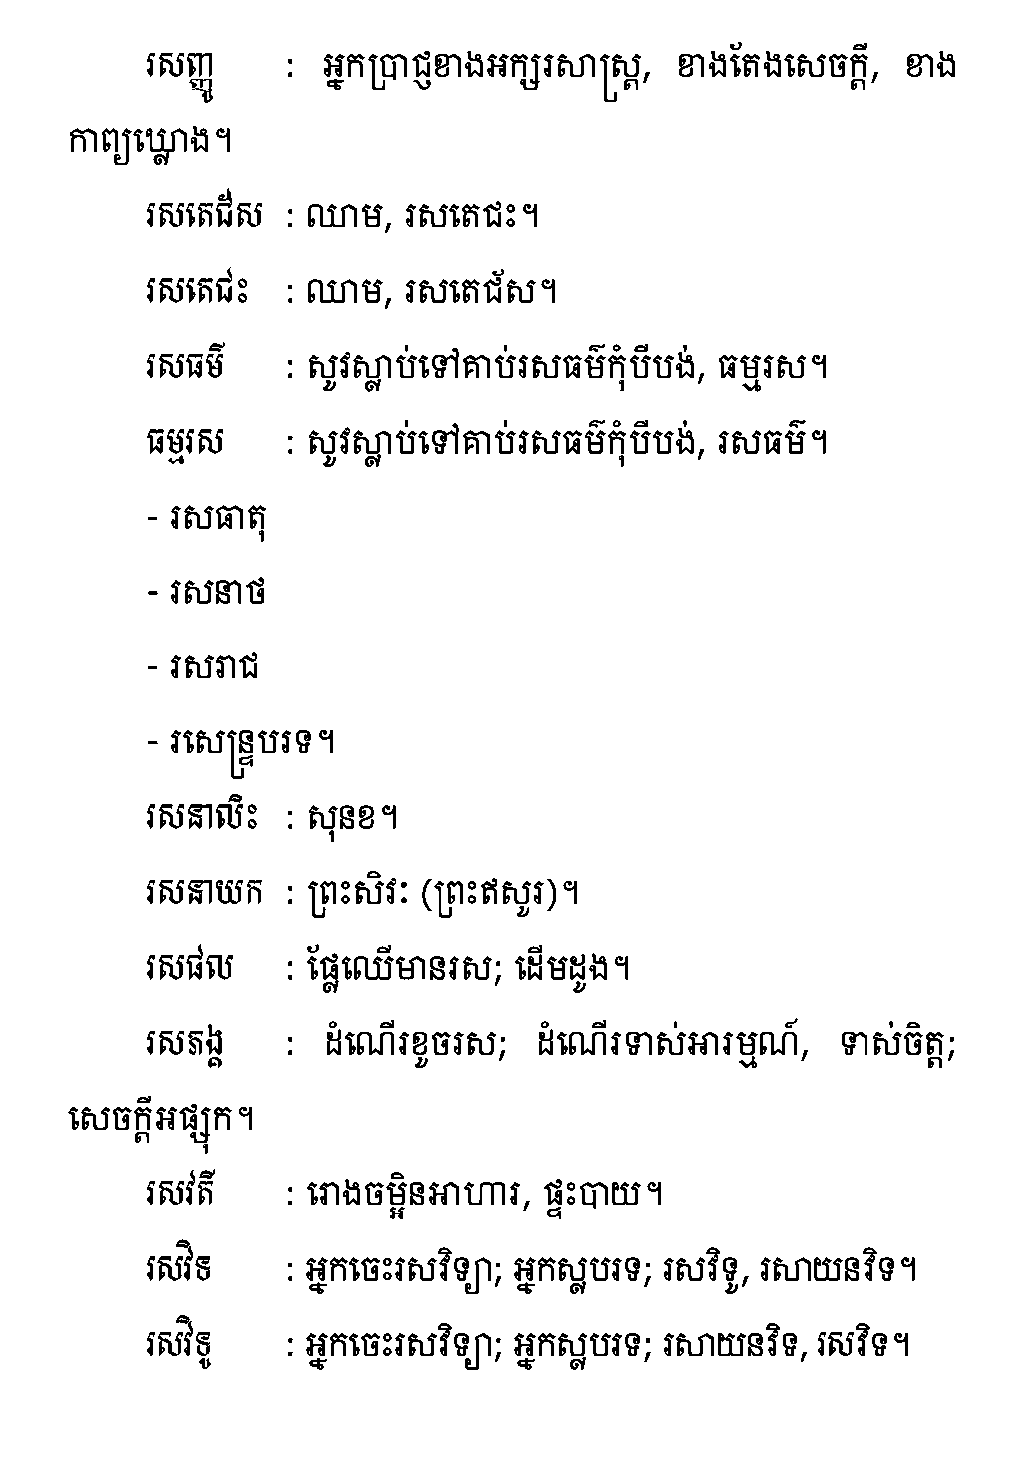 រសញ្ញូ : អ្នកប្រាជ្ញខាងអក្សរសាស្ត្រ, ខាងតែងសេចក្ដី, ខាង
កាព្យឃ្លោង។
រសតេជ័ស : ឈាម, រសតេជះ។
រសតេជះ : ឈាម, រសតេជ័ស។
រសធម៌ : សូវស្លាប់ទៅគាប់រសធម៌កុំបីបង់, ធម្មរស។
ធម្មរស : សូវស្លាប់ទៅគាប់រសធម៌កុំបីបង់, រសធម៌។
- រសធាតុ
- រសនាថ
- រសរាជ
- រសេន្ទ្របរទ។
រសនាលិះ : សុនខ។
រសនាយក : ព្រះសិវៈ (ព្រះឥសូរ)។
រសផល : ផ្លែឈើមានរស; ដើមដូង។
រសភង្គ : ដំណើរខូចរស; ដំណើរទាស់អារម្មណ៍, ទាស់ចិត្ត;
សេចក្ដីអផ្សុក។
រសវតី : រោងចម្អិនអាហារ, ផ្ទះបាយ។
រសវិទ : អ្នកចេះរសវិទ្យា; អ្នកស្លបរទ; រសវិទូ, រសាយនវិទ។
រសវិទូ : អ្នកចេះរសវិទ្យា; អ្នកស្លបរទ; រសាយនវិទ, រសវិទ។